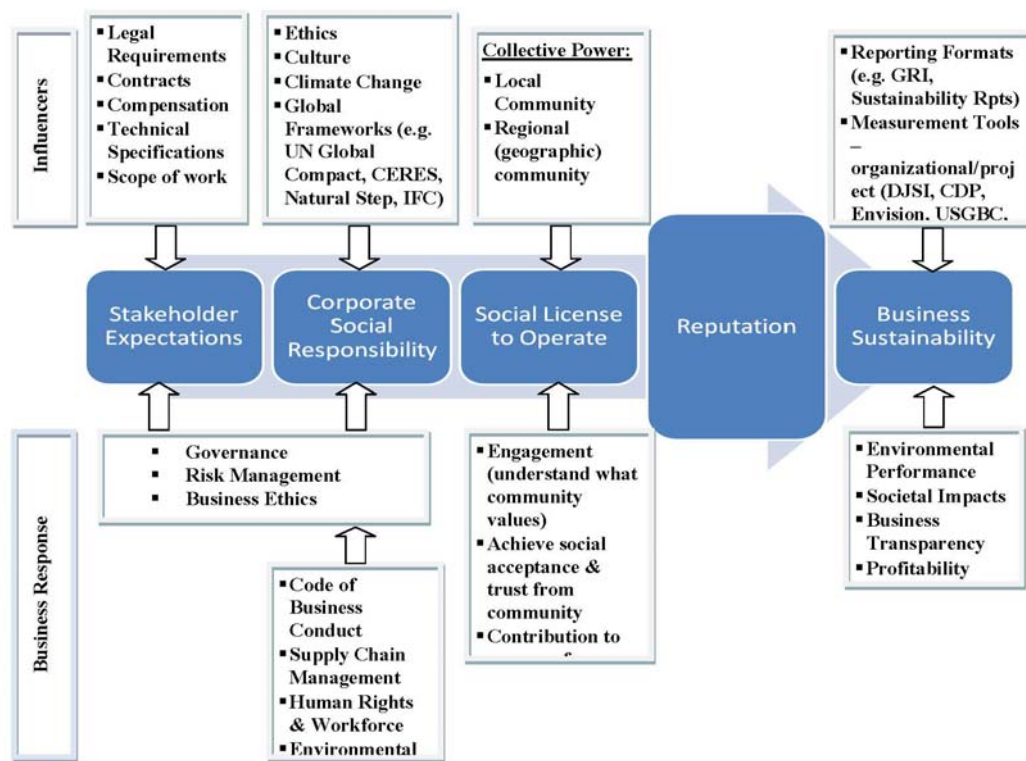 Influencers
▪ Legal
Requirements
▪ Contracts
▪ Compensation
▪ Technical
Specifications
▪ Scope of work
▪ Ethics
▪ Culture
▪ Climate Change
▪ Global
Frameworks (e.g.
UN Global
Compact, CERES,
Natural Step, IFC)
Collective Power:
▪ Local
Community
▪ Regional
(geographic)
community
▪ Reporting Formats
(e.g. GRI,
Sustainability Rpts)
▪ Measurement Tools
–
organizational/proj
ect (DJSI, CDP,
Envision, USGBC,
Stakeholder
Expectations
Corporate
Social
Responsibility
Social License
to Operate
Reputation
Business
Sustainability
Business Response
▪ Governance
▪ Risk Management
▪ Business Ethics
▪ Code of
Business
Conduct
▪ Supply Chain
Management
▪ Human Rights
& Workforce
▪ Environmental
▪ Engagement
(understand what
community
values)
▪ Achieve social
acceptance &
trust from
community
▪ Contribution to
▪ Environmental
Performance
▪ Societal Impacts
▪ Business
Transparency
▪ Profitability